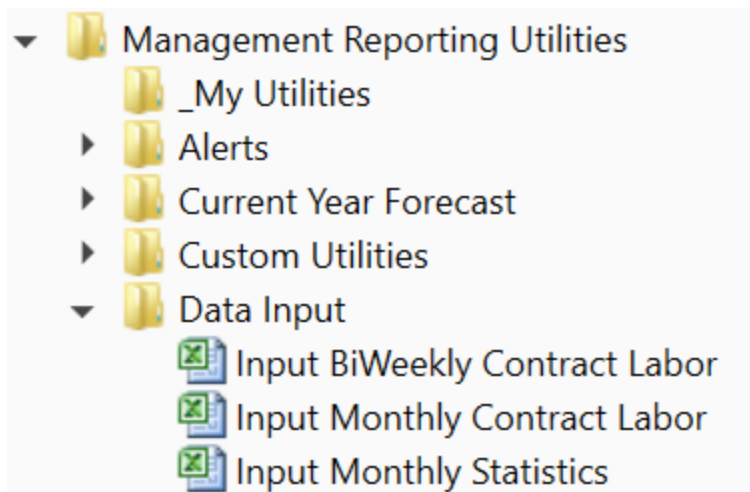 Management Reporting Utilities
_My Utilities
Alerts
Current Year Forecast
Custom Utilities
Data Input
Input BiWeekly Contract Labor
Input Monthly Contract Labor
Input Monthly Statistics